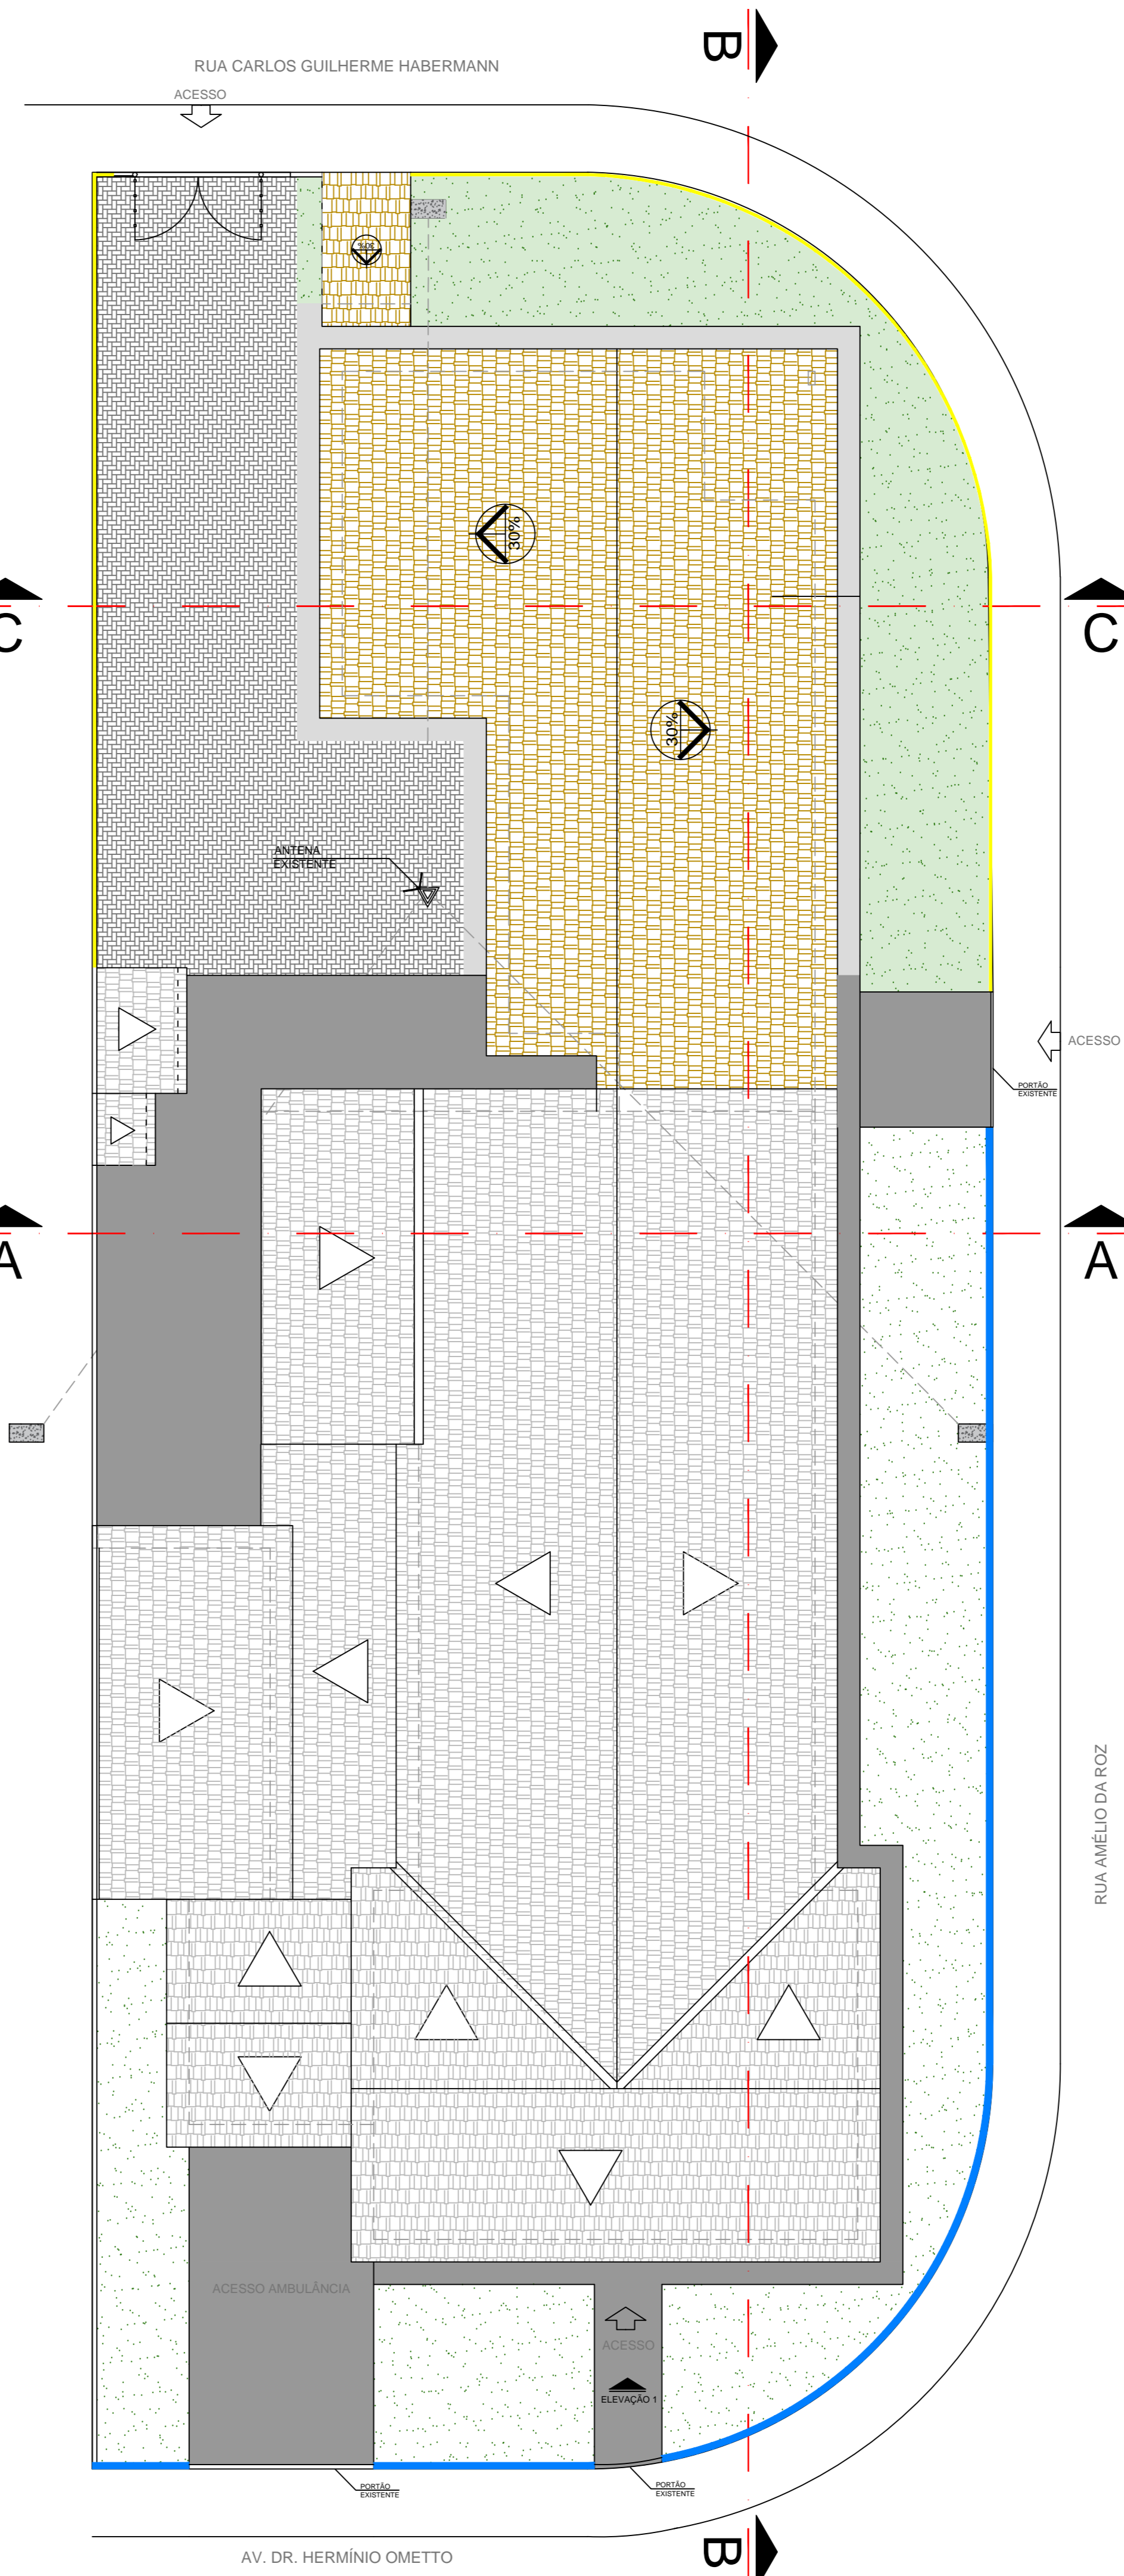 B
RUA CARLOS GUILHERME HABERMANN
ACESSO
30%
30%
C
C
30%
ANTENA
EXISTENTE
ACESSO
PORTÃO
EXISTENTE
A
A
RUA AMÉLIO DA ROZ
ACESSO AMBULÂNCIA
ACESSO
ELEVAÇÃO 1
PORTÃO
EXISTENTE
PORTÃO
EXISTENTE
B
AV. DR. HERMÍNIO OMETTO